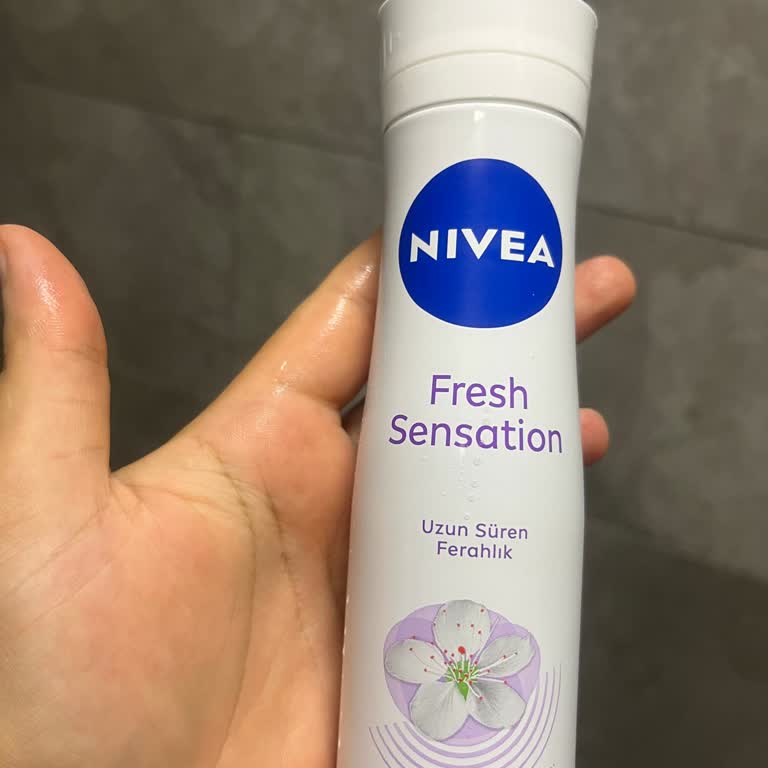 NIVEA
Fresh
Sensation
Uzun Süren
Ferahlık